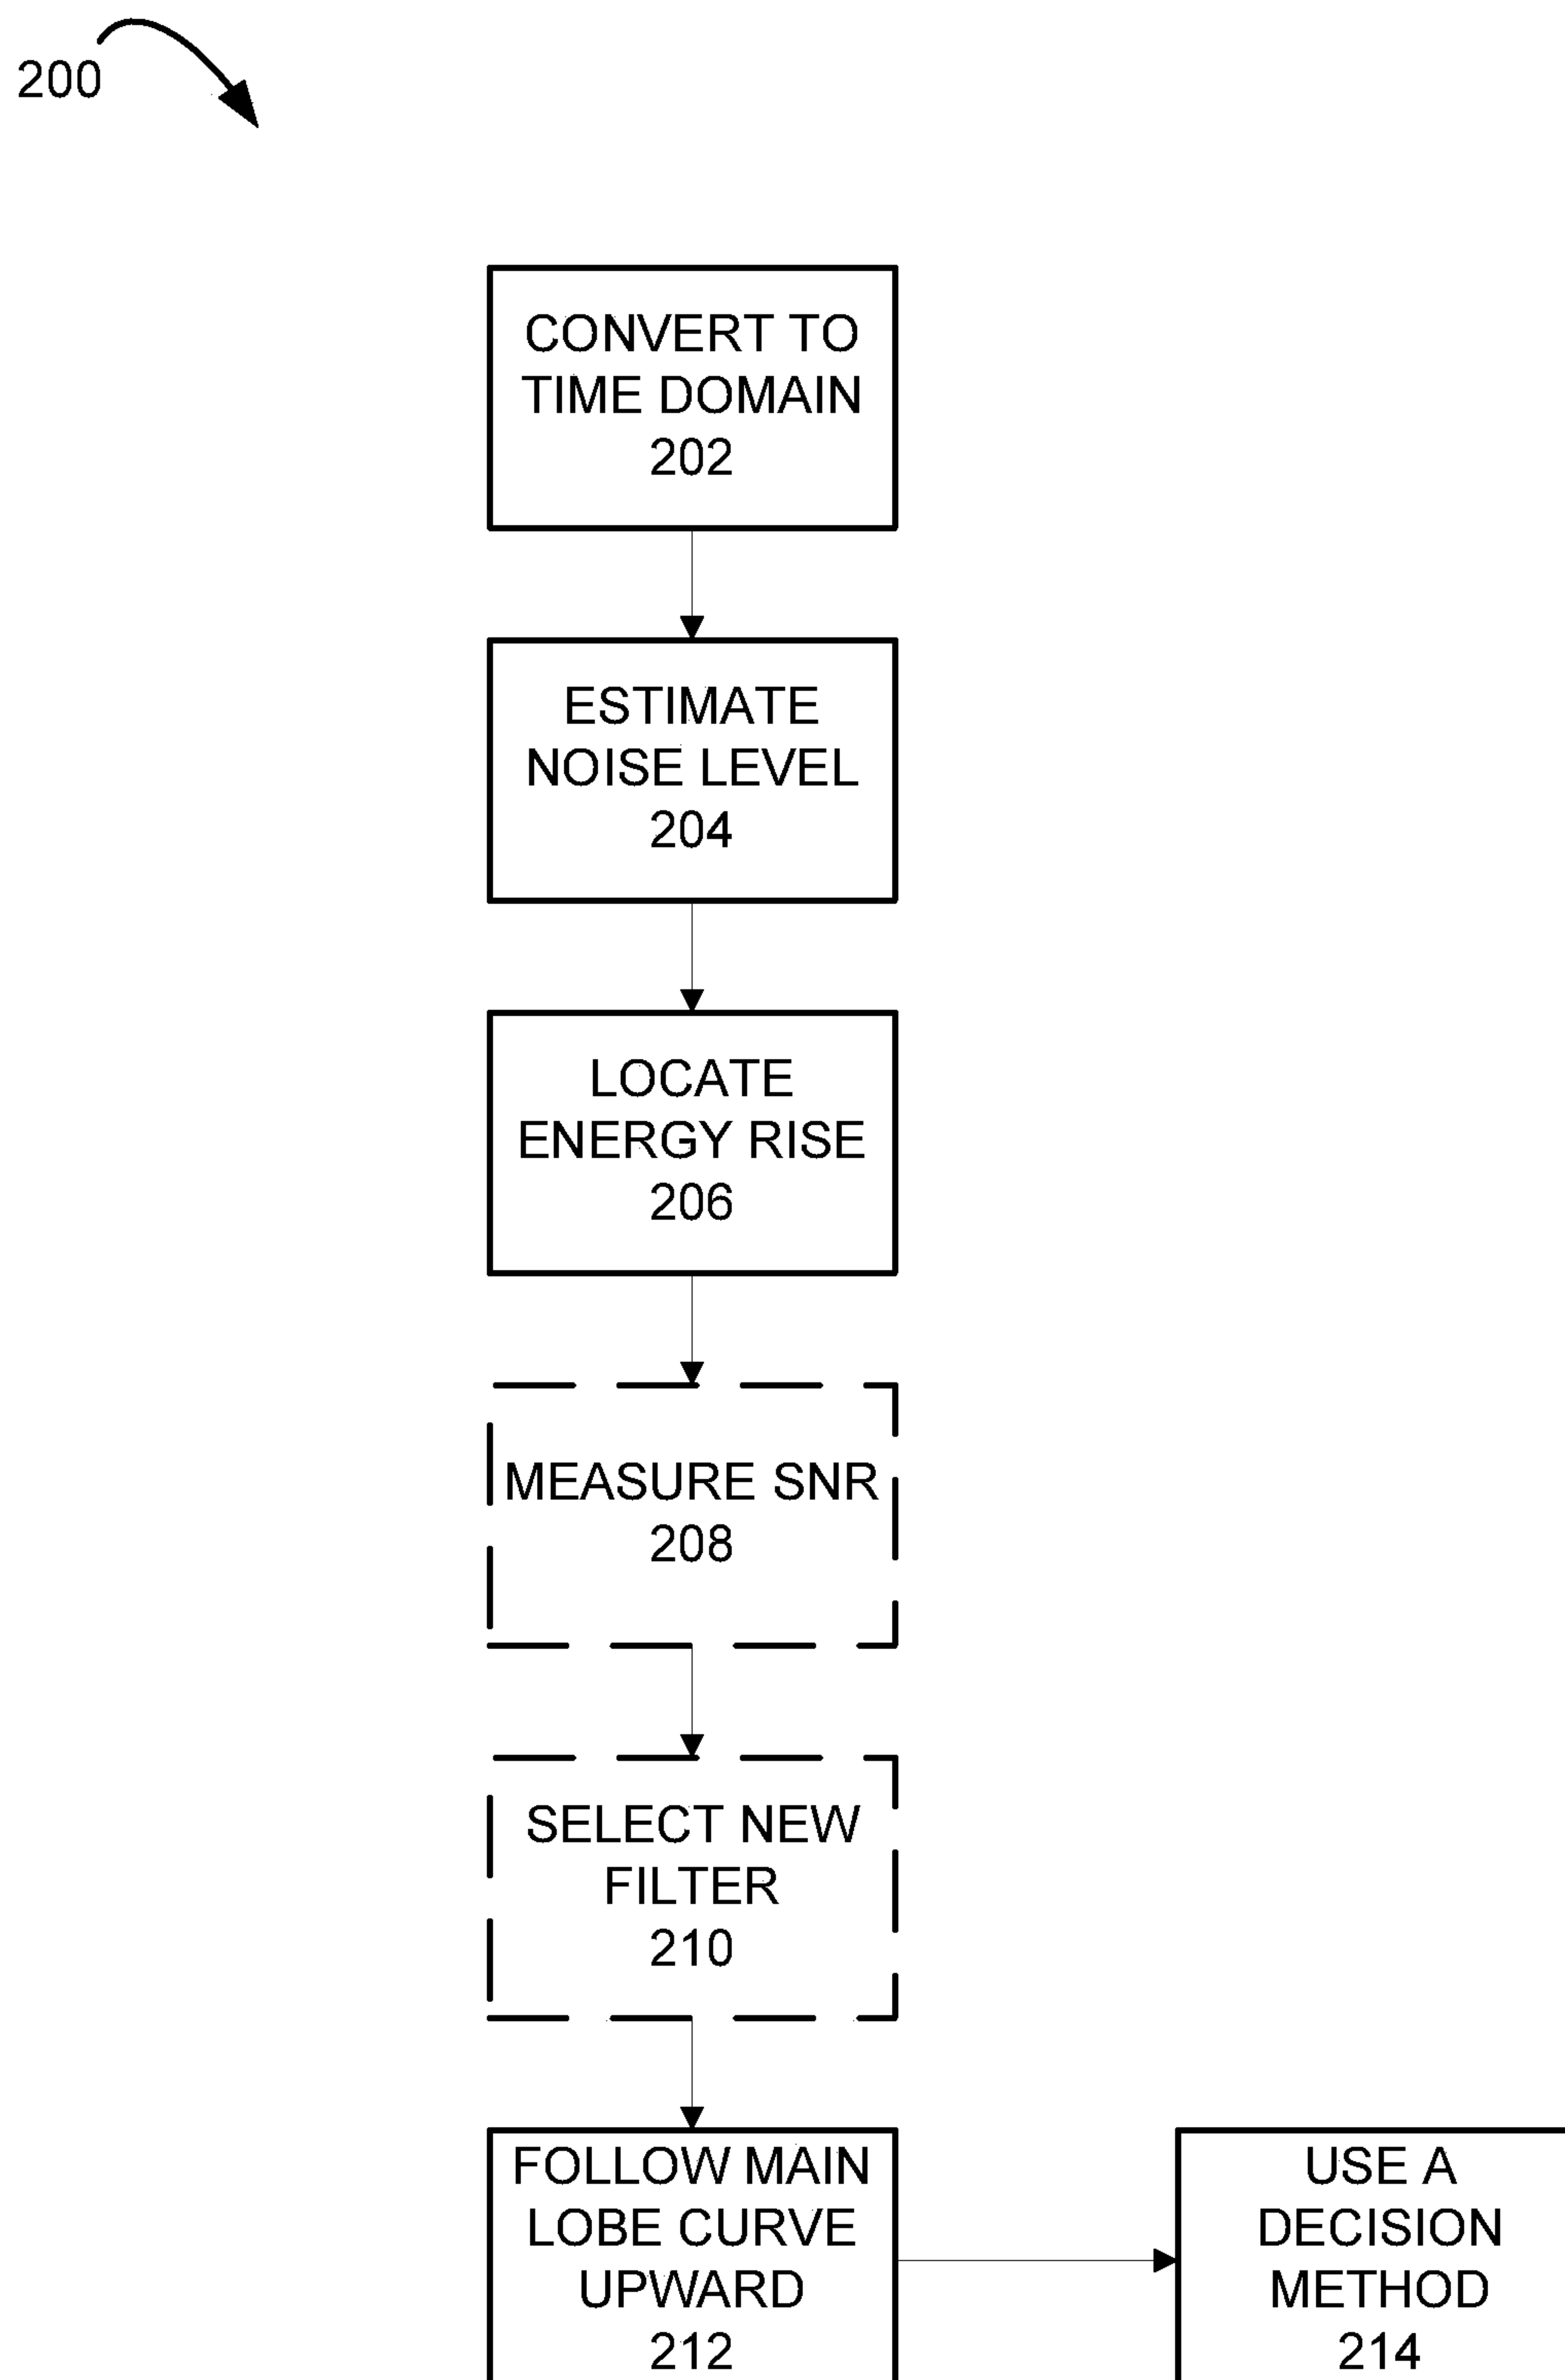 200
CONVERT TO
TIME DOMAIN
202
ESTIMATE
NOISE LEVEL
204
LOCATE
ENERGY RISE
206
MEASURE SNR
208
SELECT NEW
FILTER
210
FOLLOW MAIN
LOBE CURVE
UPWARD
212
USE A
DECISION
METHOD
214